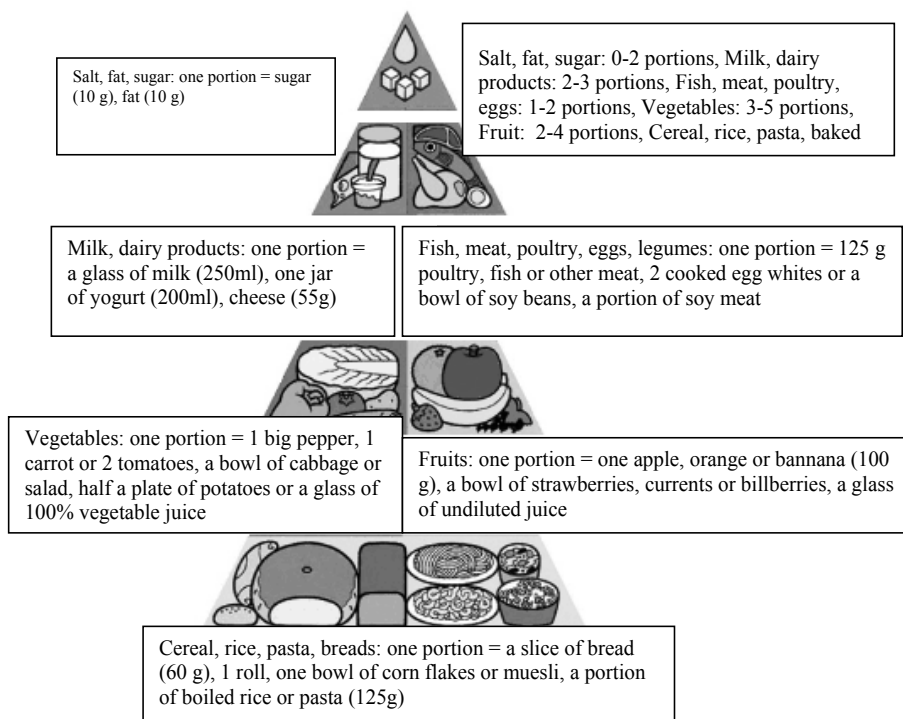 Salt, fat, sugar: one portion = sugar
(10 g), fat (10 g)
Salt, fat, sugar: 0-2 portions, Milk, dairy
products: 2-3 portions, Fish, meat, poultry,
eggs: 1-2 portions, Vegetables: 3-5 portions,
Fruit: 2-4 portions, Cereal, rice, pasta, baked
Milk, dairy products: one portion =
a glass of milk (250ml), one jar
of yogurt (200ml), cheese (55g)
Fish, meat, poultry, eggs, legumes: one portion = 125 g
poultry, fish or other meat, 2 cooked egg whites or a
bowl of soy beans, a portion of soy meat
Vegetables: one portion = 1 big pepper, 1
carrot or 2 tomatoes, a bowl of cabbage or
salad, half a plate of potatoes or a glass of
100% vegetable juice
Fruits: one portion = one apple, orange or bannana (100
g), a bowl of strawberries, currents or billberries, a glass
of undiluted juice
Cereal, rice, pasta, breads: one portion = a slice of bread
(60 g), 1 roll, one bowl of corn flakes or muesli, a portion
of boiled rice or pasta (125g)